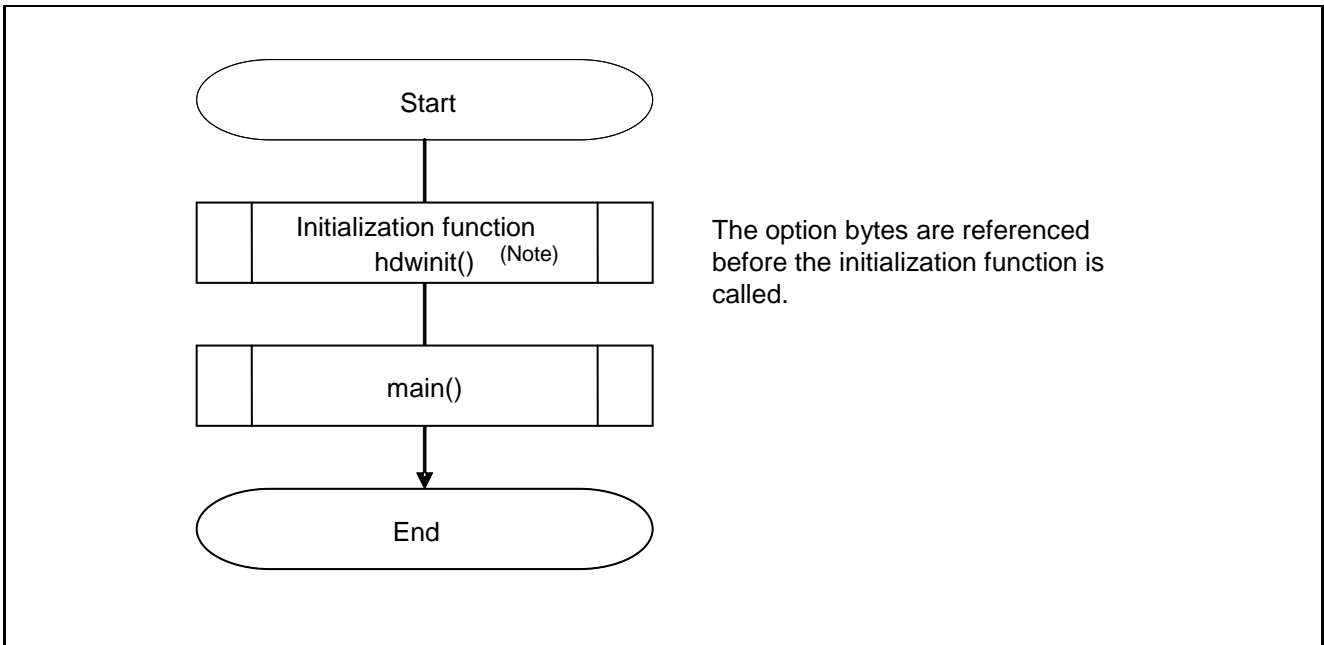 Start
Initialization function
hdwinit() (Note)
The option bytes are referenced
before the initialization function is
called.
main()
End